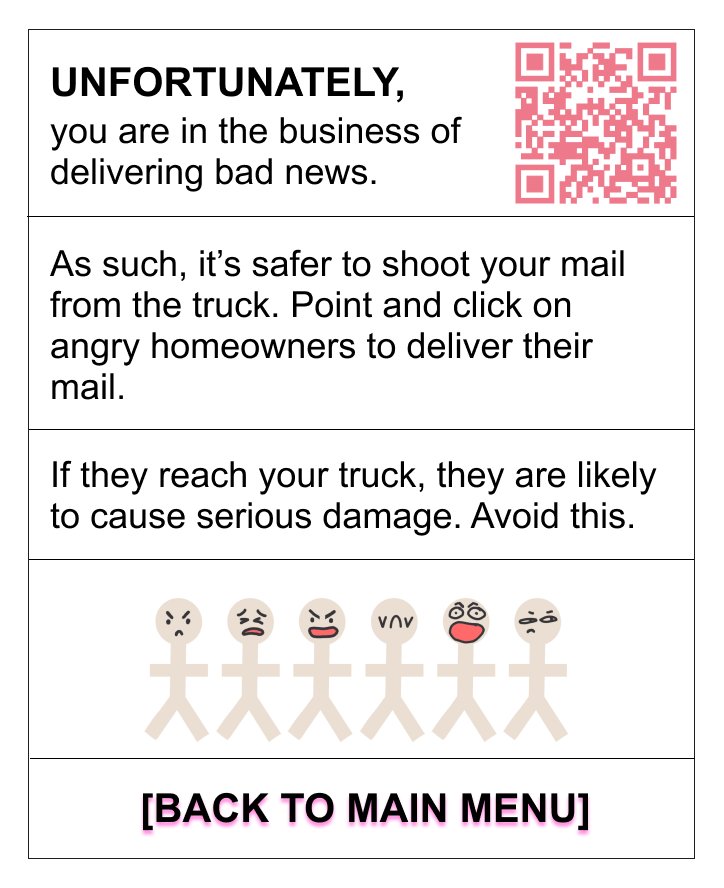 UNFORTUNATELY,
you are in the business of
delivering bad news.
As such, it’s safer to shoot your mail
from the truck. Point and click on
angry homeowners to deliver their
mail.
If they reach your truck, they are likely
to cause serious damage. Avoid this.
[BACK TO MAIN MENU]